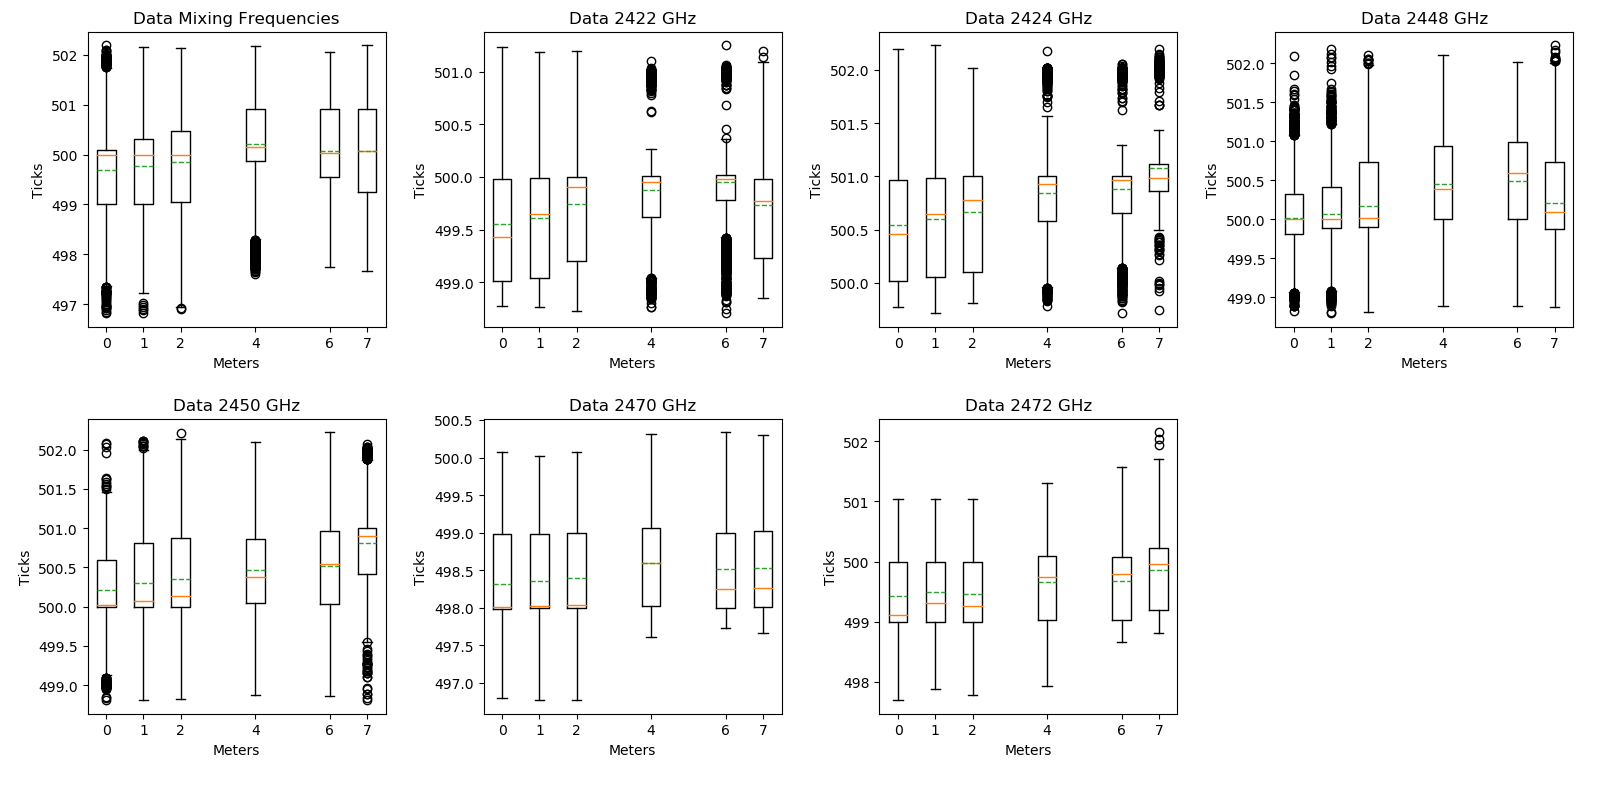 Data Mixing Frequencies
502
501
500
499
498
497
Ticks
0 1 2 4 6 7
Meters
Data 2422 GHz
501.0
500.5
500.0
499.5
499.0
Ticks
0 1 2 4 6 7
Meters
Data 2424 GHz
502.0
501.5
501.0
500.5
500.0
Ticks
0 1 2 4 6 7
Meters
Data 2448 GHz
502.0
501.5
501.0
500.5
500.0
499.5
499.0
Ticks
0 1 2 4 6 7
Meters
Data 2450 GHz
502.0
501.5
501.0
500.5
500.0
499.5
499.0
Ticks
0 1 2 4 6 7
Meters
Data 2470 GHz
500.5
500.0
499.5
499.0
498.5
498.0
497.5
497.0
Ticks
0 1 2 4 6 7
Meters
Data 2472 GHz
502
501
500
499
498
Ticks
0 1 2 4 6 7
Meters